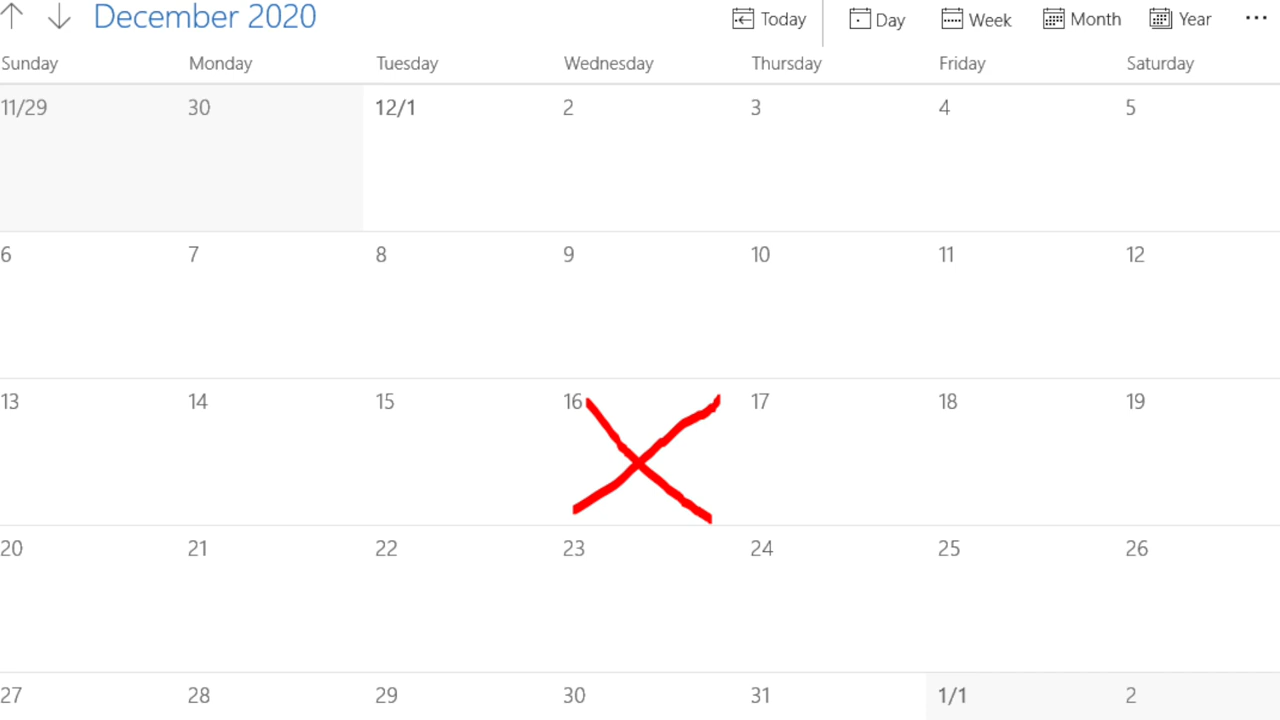 December 2020 Today Day Week Month Year ...
Sunday Monday Tuesday Wednesday Thursday Friday Saturday
11/29 30 12/1 2 3 4 5
6 7 8 9 10 11 12
13 14 15 16 17 18 19
20 21 22 23 24 25 26
27 28 29 30 31 1/1 2